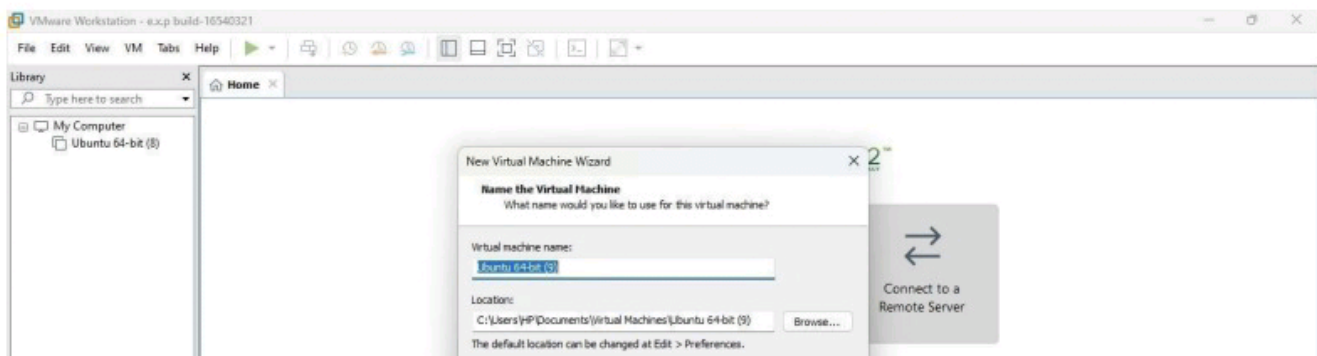 VMware Workstation - e.x.p build-16540321
File Edit View VM Tabs Help
Library
Home
Type here to search
My Computer
Ubuntu 64-bit (8)
New Virtual Machine Wizard
2™
Name the Virtual Machine
What name would you like to use for this virtual machine?
Virtual machine name:
Ubuntu 64-bit (9)
Location:
C:\Users\HP\Documents\Virtual Machines\Ubuntu 64-bit (9)
Browse...
The default location can be changed at Edit > Preferences.
Connect to a
Remote Server